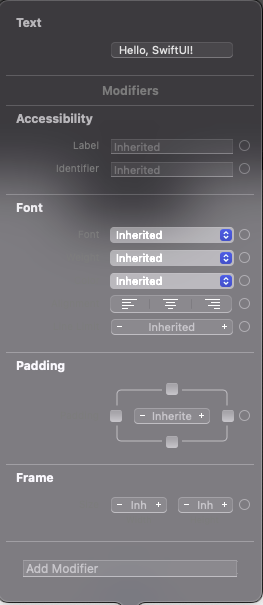 Text
Hello, SwiftUI!
Modifiers
Accessibility
Label Inherited
Identifier Inherited
Font
Font Inherited
Inherited
Inherited
- Inherited +
Padding
- Inherite +
Frame
- Inh + - Inh +
Add Modifier